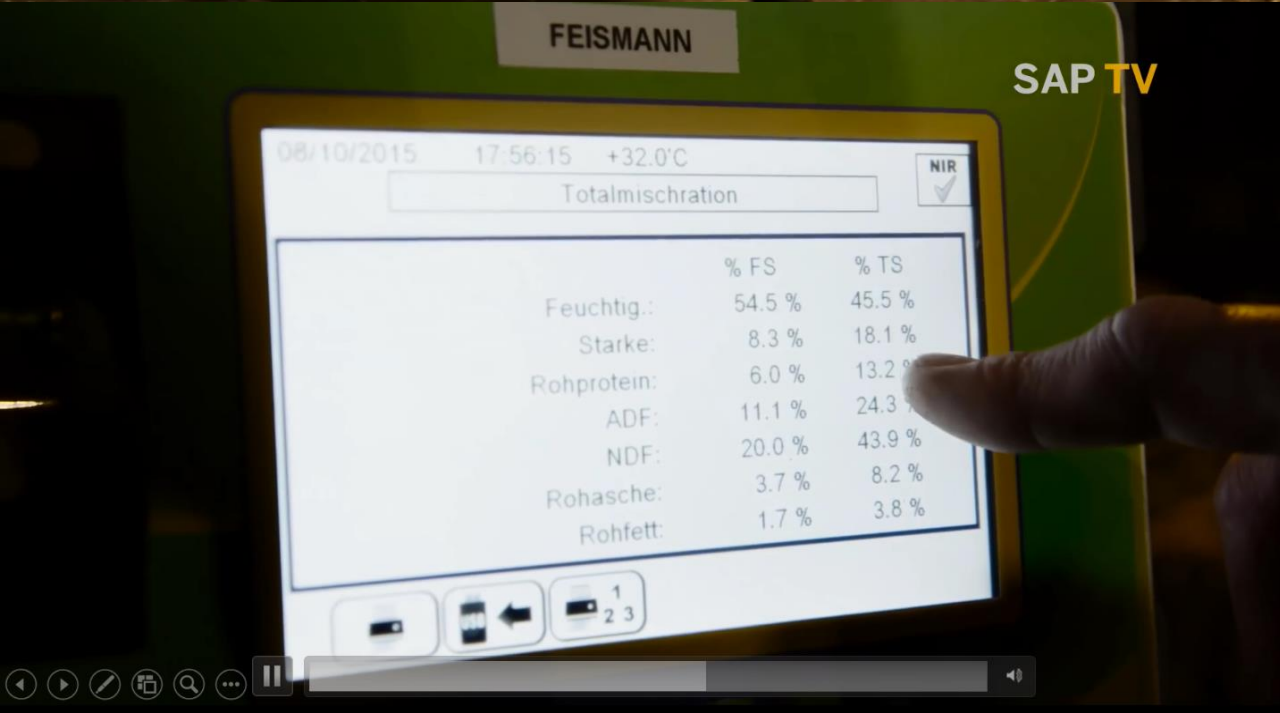 FEISMANN
SAP TV
08/10/2015 17:56:15 +32.0°C
NIR
Totalmischration
% FS % TS
Feuchtig.: 54.5 % 45.5 %
Starke: 8.3 % 18.1 %
Rohprotein: 6.0 % 13.2 %
ADF: 11.1 % 24.3 %
NDF: 20.0 % 43.9 %
Rohasche: 3.7 % 8.2 %
Rohfett: 1.7 % 3.8 %
1
2 3